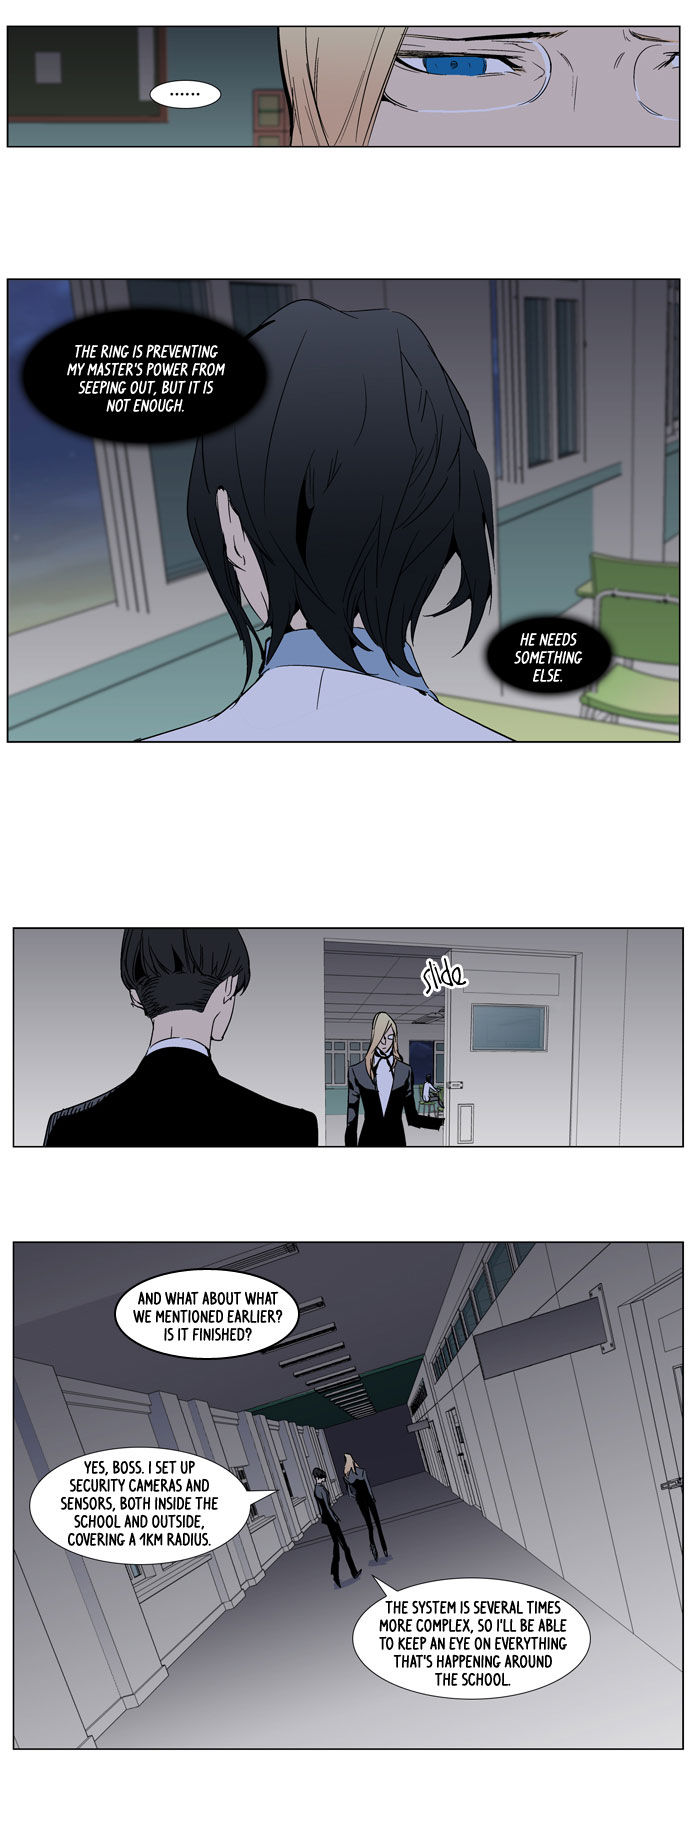 ......
THE RING IS PREVENTING
MY MASTER'S POWER FROM
SEEPING OUT, BUT IT IS
NOT ENOUGH.
HE NEEDS
SOMETHING
ELSE.
slide
AND WHAT ABOUT WHAT
WE MENTIONED EARLIER?
IS IT FINISHED?
YES, BOSS. I SET UP
SECURITY CAMERAS AND
SENSORS, BOTH INSIDE THE
SCHOOL AND OUTSIDE,
COVERING A 1KM RADIUS.
THE SYSTEM IS SEVERAL TIMES
MORE COMPLEX, SO I'LL BE ABLE
TO KEEP AN EYE ON EVERYTHING
THAT'S HAPPENING AROUND
THE SCHOOL.